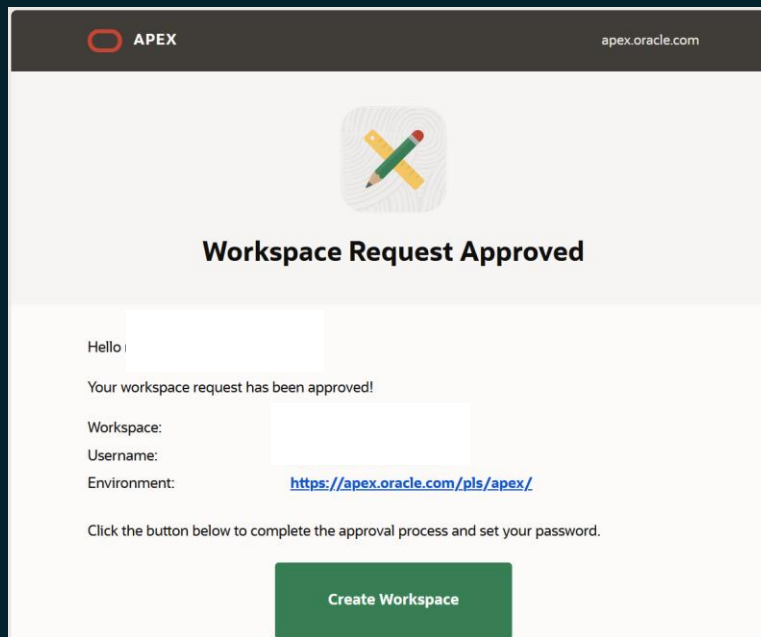 APEX
apex.oracle.com
Workspace Request Approved
Hello
Your workspace request has been approved!
Workspace:
Username:
Environment: https://apex.oracle.com/pls/apex/
Click the button below to complete the approval process and set your password.
Create Workspace